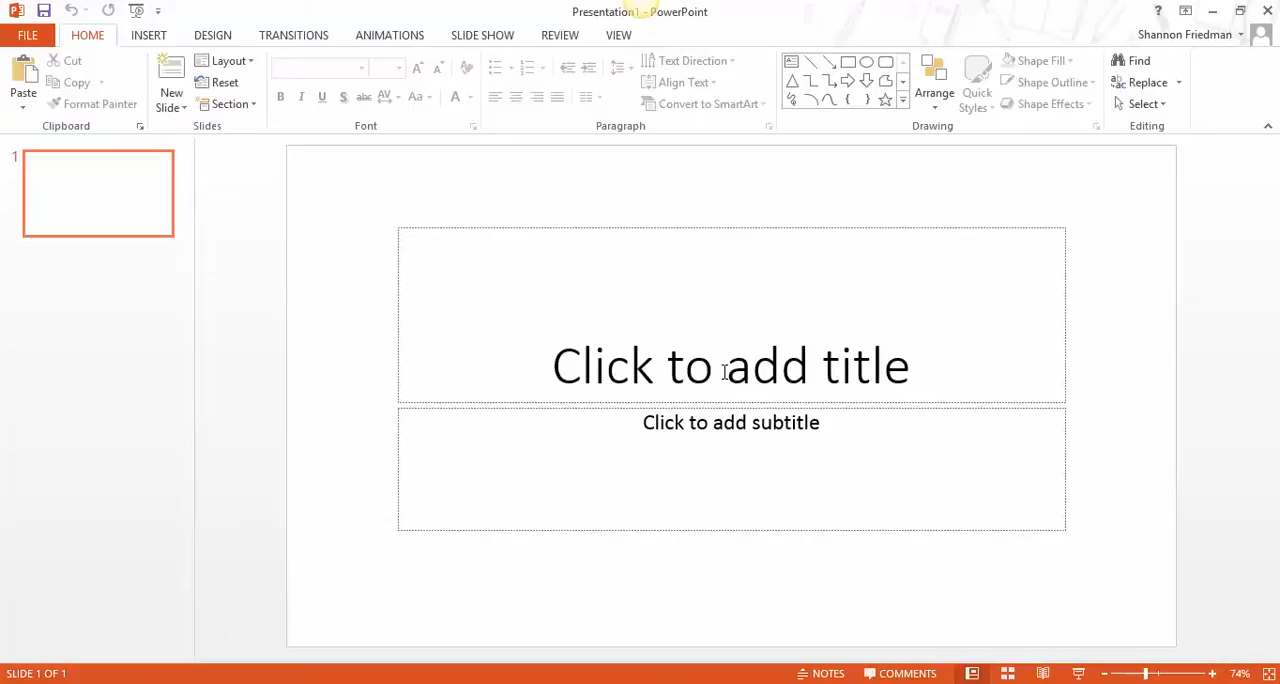 Presentation1 - PowerPoint
?
FILE HOME INSERT DESIGN TRANSITIONS ANIMATIONS SLIDE SHOW REVIEW VIEW Shannon Friedman
Paste
Cut
Copy
Format Painter
Clipboard
New
Slide
Layout
Reset
Section
Slides
B I U S abc AV Aa A
Font
Text Direction
Align Text
Convert to SmartArt
Paragraph
Arrange
Quick
Styles
Shape Fill
Shape Outline
Shape Effects
Drawing
Find
Replace
Select
Editing
1
Click to add title
Click to add subtitle
SLIDE 1 OF 1 NOTES COMMENTS 74%